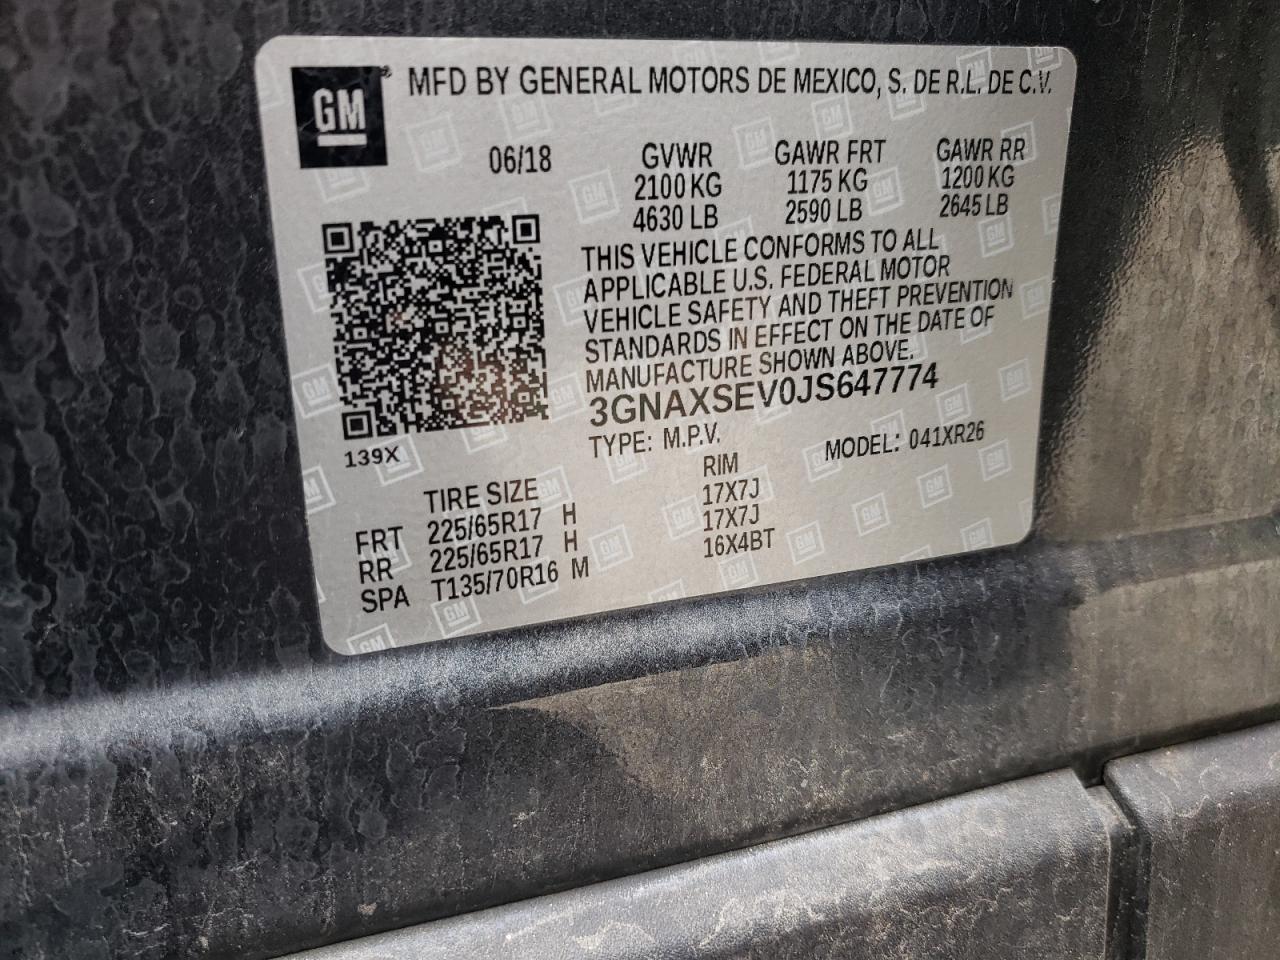 GM
MFD BY GENERAL MOTORS DE MEXICO, S. DE R.L. DE C.V.
06/18 GVWR GAWR FRT GAWR RR
2100 KG 1175 KG 1200 KG
4630 LB 2590 LB 2645 LB
THIS VEHICLE CONFORMS TO ALL
APPLICABLE U.S. FEDERAL MOTOR
VEHICLE SAFETY AND THEFT PREVENTION
STANDARDS IN EFFECT ON THE DATE OF
MANUFACTURE SHOWN ABOVE.
3GNAXSEV0JS647774
139X
TYPE: M.P.V. MODEL: 041XR26
TIRE SIZE RIM
FRT 225/65R17 H 17X7J
RR 225/65R17 H 17X7J
SPA T135/70R16 M 16X4BT